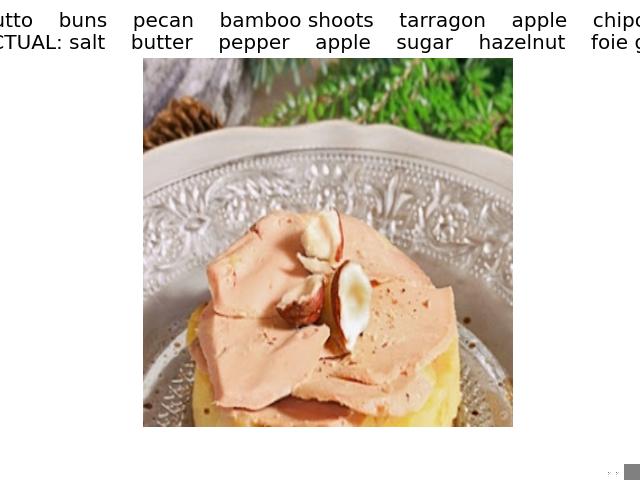 utto buns pecan bamboo shoots tarragon apple chipo
CTUAL: salt butter pepper apple sugar hazelnut foie g